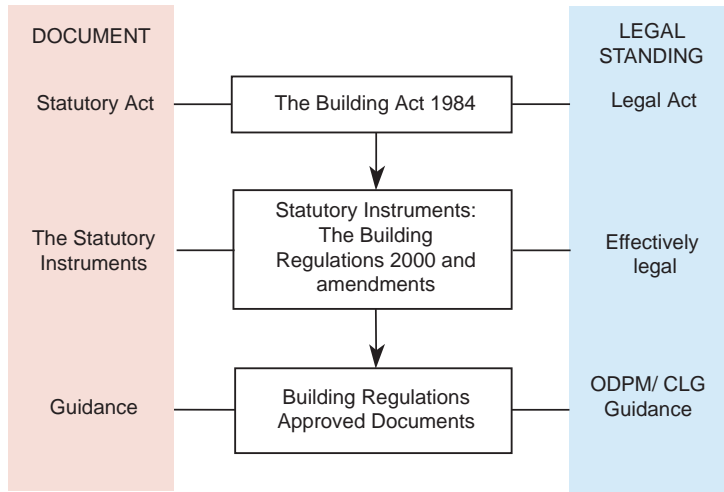 DOCUMENT
LEGAL
STANDING
Statutory Act
The Building Act 1984
Legal Act
The Statutory
Instruments
Statutory Instruments:
The Building
Regulations 2000 and
amendments
Effectively
legal
Guidance
Building Regulations
Approved Documents
ODPM/ CLG
Guidance